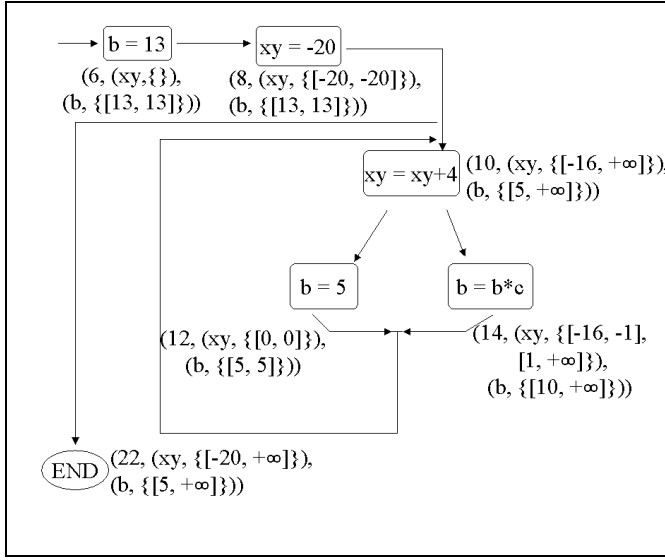 b = 13
xy = -20
(6, (xy,{}),
(b, {[13, 13]}))
(8, (xy, {[-20, -20]}),
(b, {[13, 13]}))
xy = xy+4
(10, (xy, {[-16, +∞]}),
(b, {[5, +∞]}))
b = 5
b = b*c
(12, (xy, {[0, 0]}),
(b, {[5, 5]}))
(14, (xy, {[-16, -1],
[1, +∞]}),
(b, {[10, +∞]}))
END
(22, (xy, {[-20, +∞]}),
(b, {[5, +∞]}))